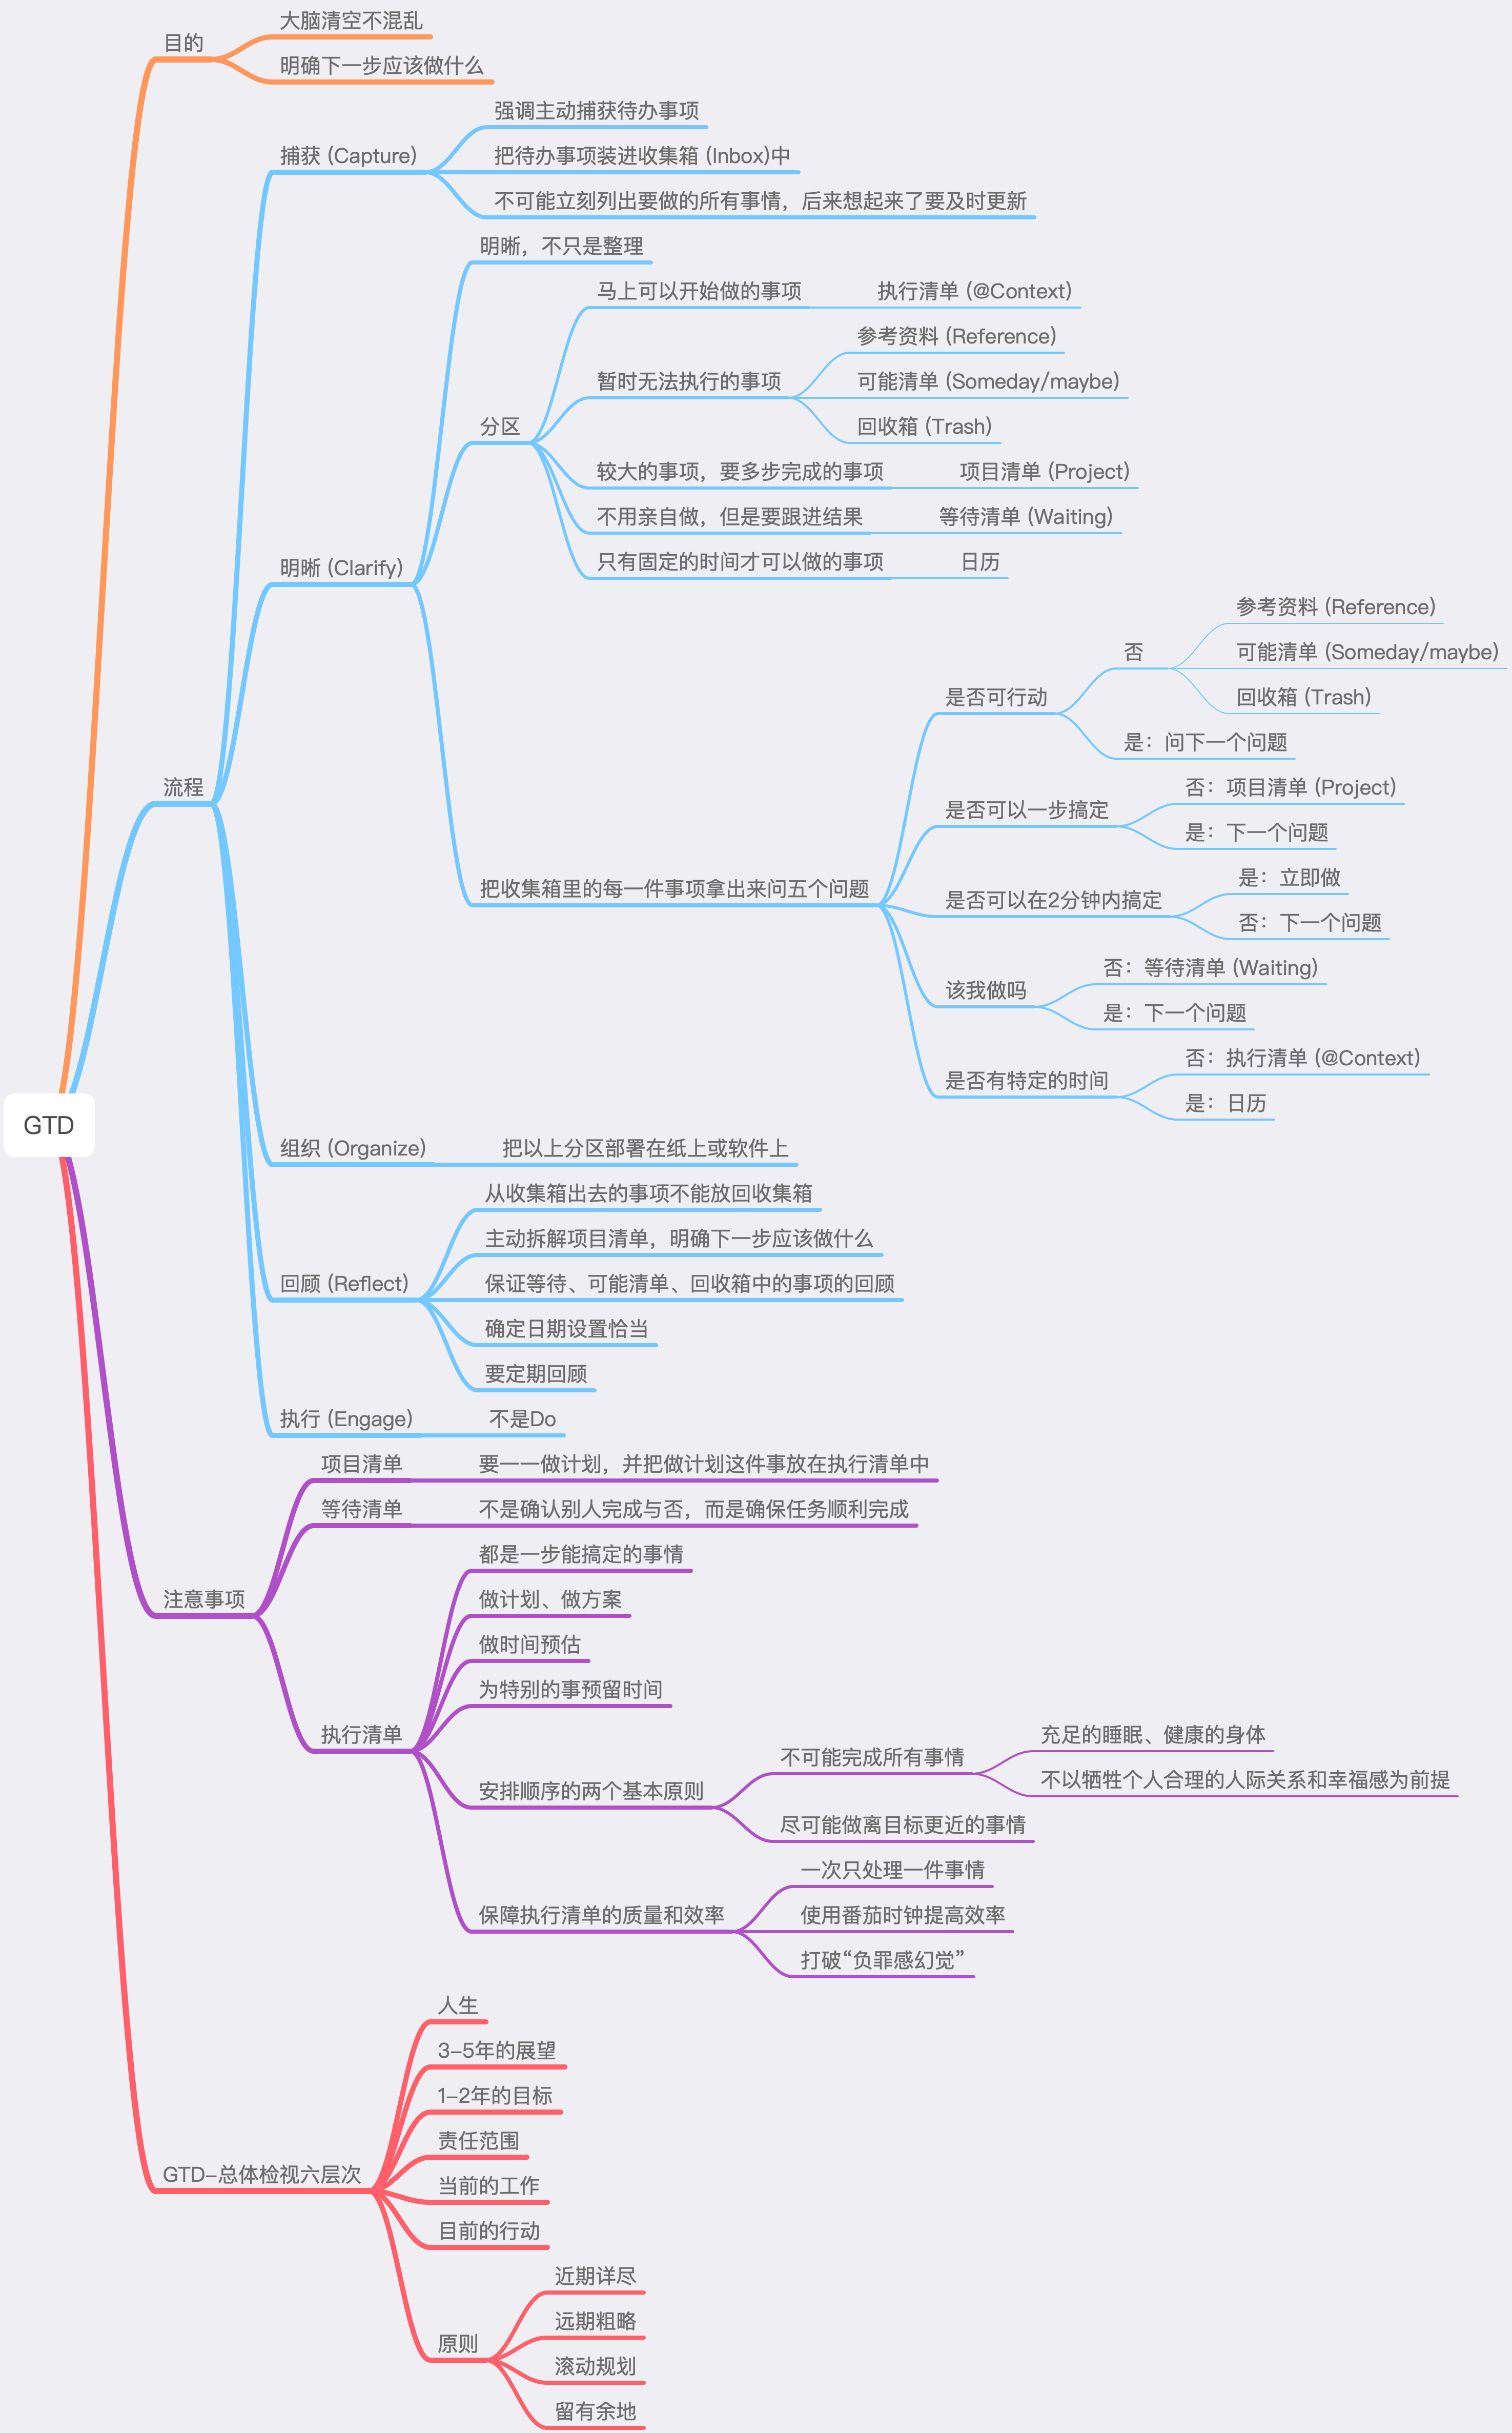 大脑清空不混乱
目的
明确下一步应该做什么
强调主动捕获待办事项
捕获 (Capture)
把待办事项装进收集箱 (Inbox)中
不可能立刻列出要做的所有事情，后来想起来了要及时更新
明晰，不只是整理
马上可以开始做的事项
执行清单 (@Context)
参考资料 (Reference)
暂时无法执行的事项
可能清单 (Someday/maybe)
分区
回收箱 (Trash)
较大的事项，要多步完成的事项
项目清单 (Project)
不用亲自做，但是要跟进结果
等待清单 (Waiting)
明晰 (Clarify)
只有固定的时间才可以做的事项
日历
参考资料 (Reference)
否
可能清单 (Someday/maybe)
是否可行动
回收箱 (Trash)
是：问下一个问题
流程
否：项目清单 (Project)
是否可以一步搞定
是：下一个问题
把收集箱里的每一件事项拿出来问五个问题
是：立即做
是否可以在2分钟内搞定
否：下一个问题
否：等待清单 (Waiting)
该我做吗
是：下一个问题
否：执行清单 (@Context)
是否有特定的时间
是：日历
GTD
组织 (Organize)
把以上分区部署在纸上或软件上
从收集箱出去的事项不能放回收集箱
主动拆解项目清单，明确下一步应该做什么
回顾 (Reflect)
保证等待、可能清单、回收箱中的事项的回顾
确定日期设置恰当
要定期回顾
执行 (Engage)
不是Do
项目清单
要一一做计划，并把做计划这件事放在执行清单中
等待清单
不是确认别人完成与否，而是确保任务顺利完成
注意事项
都是一步能搞定的事情
做计划、做方案
做时间预估
为特别的事预留时间
执行清单
充足的睡眠、健康的身体
不可能完成所有事情
不以牺牲个人合理的人际关系和幸福感为前提
安排顺序的两个基本原则
尽可能做离目标更近的事情
一次只处理一件事情
保障执行清单的质量和效率
使用番茄时钟提高效率
打破“负罪感幻觉”
人生
3-5年的展望
1-2年的目标
责任范围
GTD-总体检视六层次
当前的工作
目前的行动
近期详尽
远期粗略
原则
滚动规划
留有余地